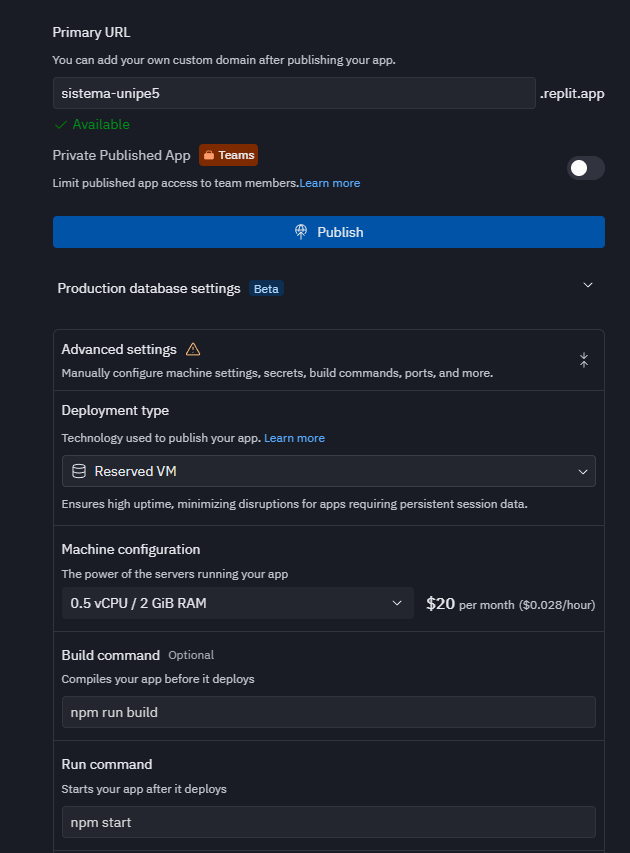 Primary URL
You can add your own custom domain after publishing your app.
sistema-unipe5 .replit.app
Available
Private Published App Teams
Limit published app access to team members.Learn more
Publish
Production database settings Beta
Advanced settings
Manually configure machine settings, secrets, build commands, ports, and more.
Deployment type
Technology used to publish your app. Learn more
Reserved VM
Ensures high uptime, minimizing disruptions for apps requiring persistent session data.
Machine configuration
The power of the servers running your app
0.5 vCPU / 2 GiB RAM $20 per month ($0.028/hour)
Build command Optional
Compiles your app before it deploys
npm run build
Run command
Starts your app after it deploys
npm start